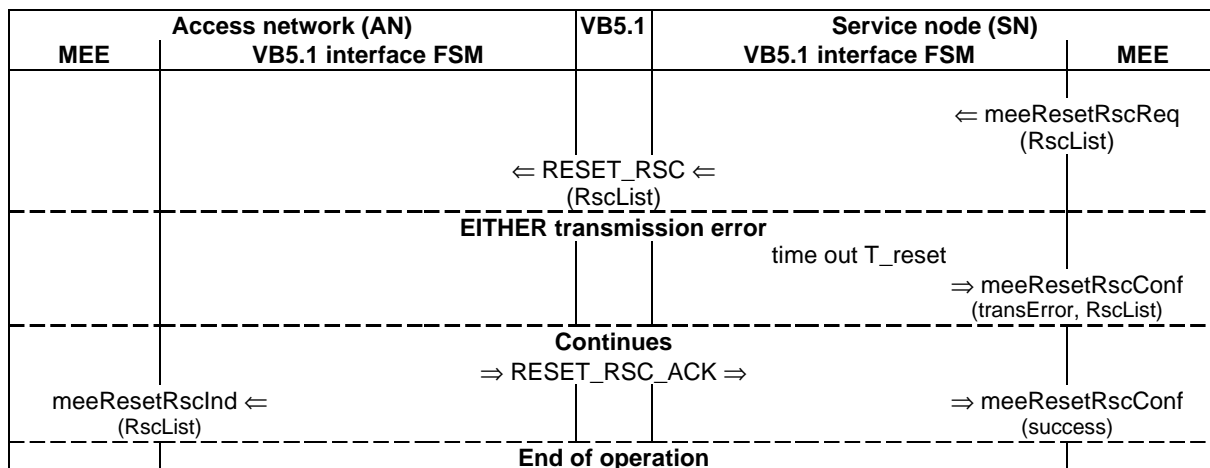 Access network (AN) VB5.1 Service node (SN)
MEE VB5.1 interface FSM VB5.1 interface FSM MEE
⇐ meeResetRscReq
(RscList)
⇐ RESET_RSC ⇐
(RscList)
EITHER transmission error
time out T_reset
⇒ meeResetRscConf
(transError, RscList)
Continues
⇒ RESET_RSC_ACK ⇒
meeResetRscInd ⇐ ⇒ meeResetRscConf
(RscList) (success)
End of operation